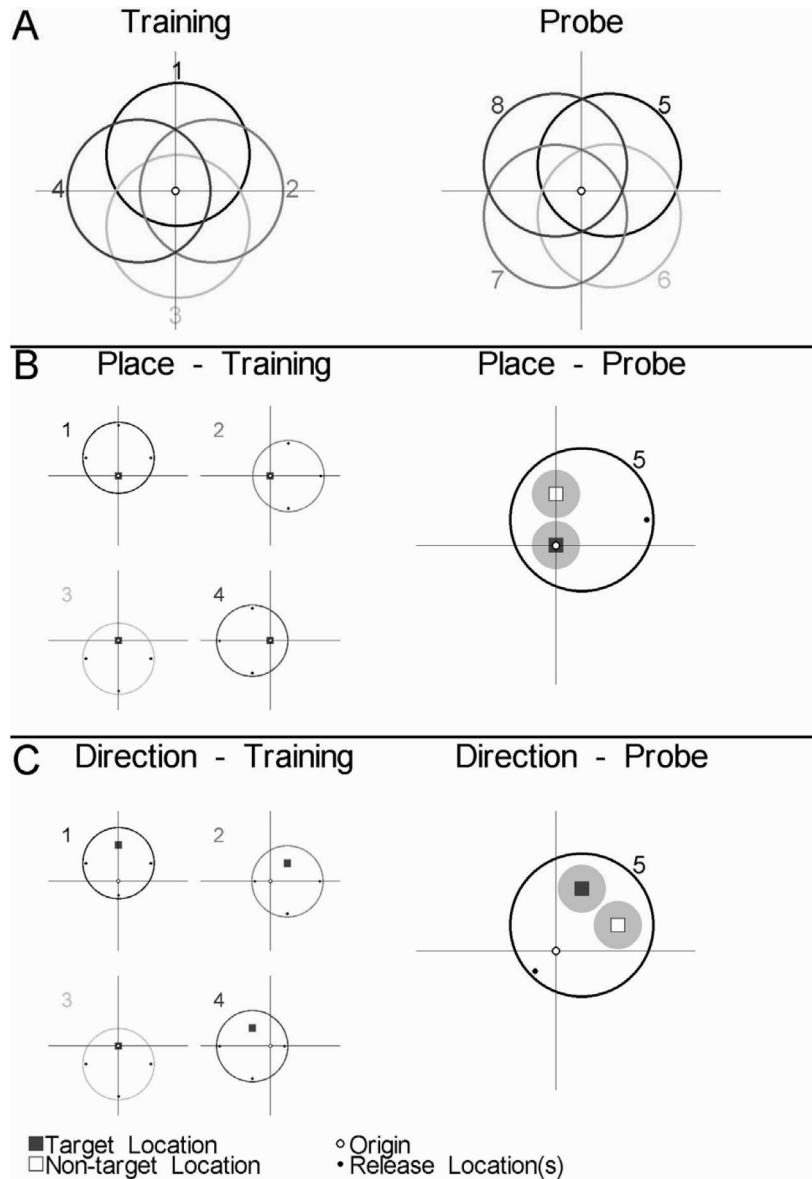 A Training Probe
1
8 5
4 2
3
7 6
B Place - Training Place - Probe
1 2
5
3 4
C Direction - Training Direction - Probe
1 2
5
3 4
Target Location Origin
Non-target Location Release Location(s)